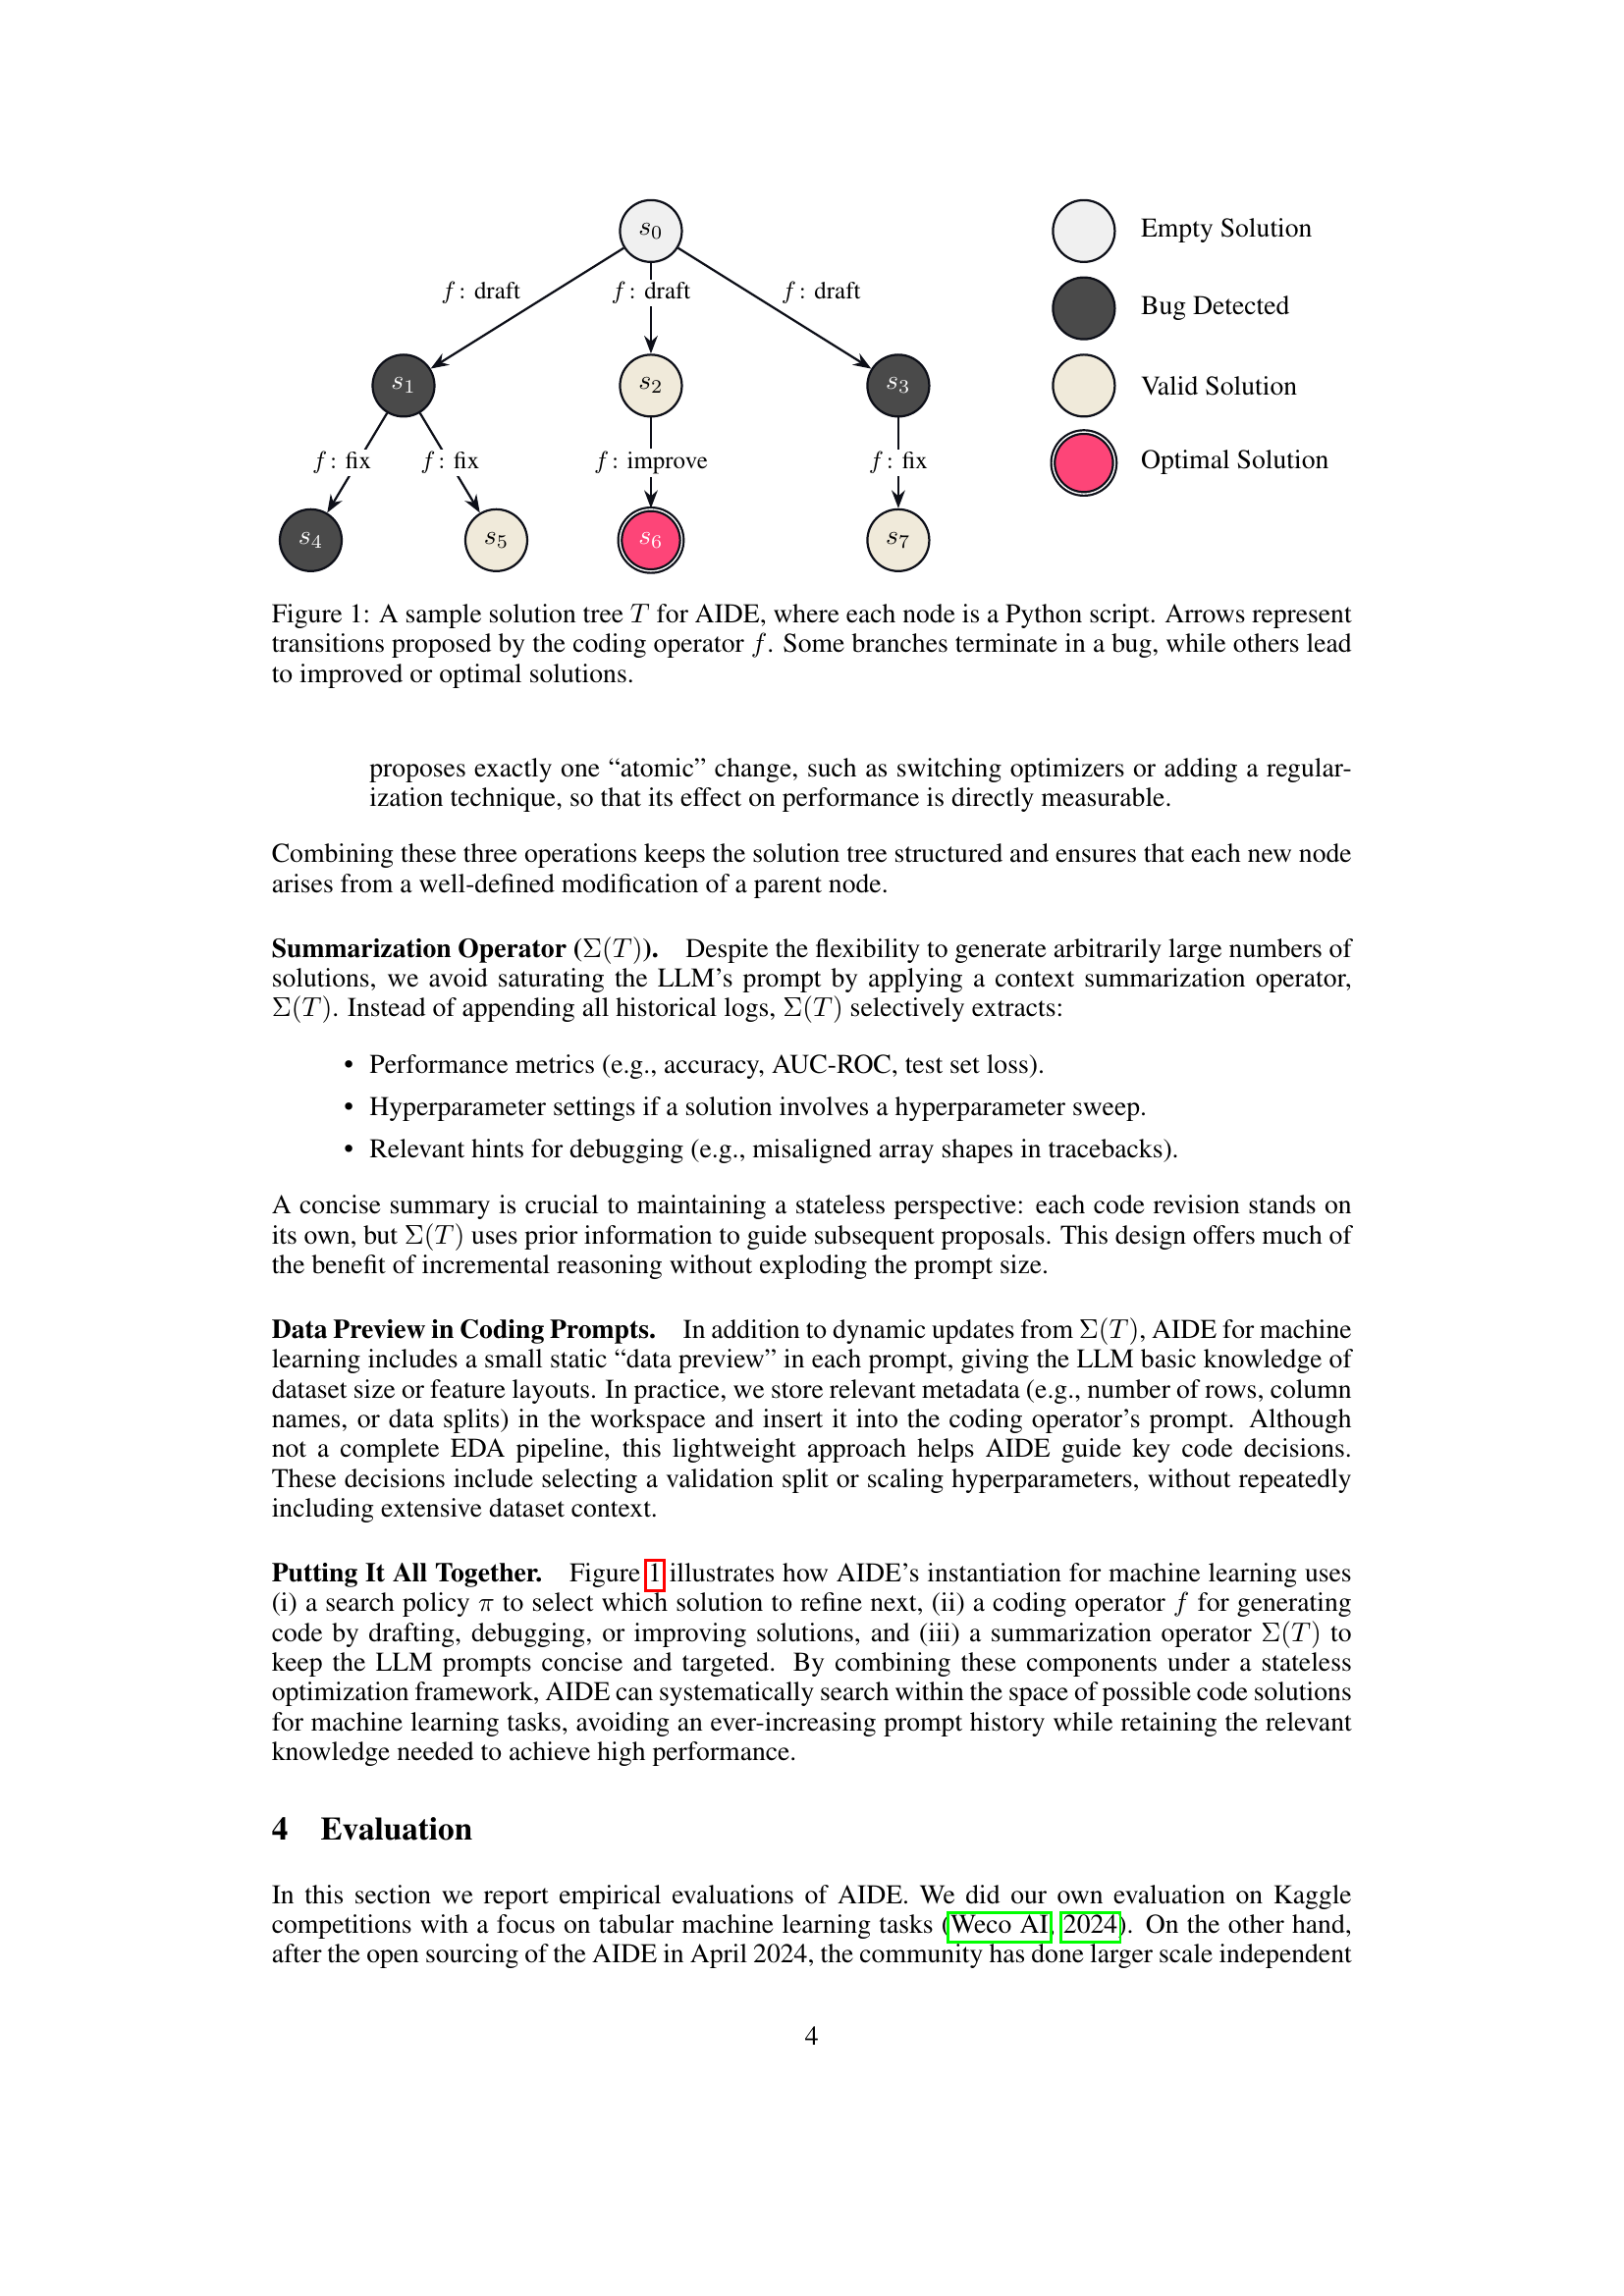 s0
Empty Solution
f : draft
f : draft
f : draft
Bug Detected
s1
s2
s3
Valid Solution
f : fix
f : fix
f : improve
f : fix
Optimal Solution
s4
s5
s6
s7
Figure 1: A sample solution tree T for AIDE, where each node is a Python script. Arrows represent
transitions proposed by the coding operator f. Some branches terminate in a bug, while others lead
to improved or optimal solutions.
proposes exactly one “atomic” change, such as switching optimizers or adding a regular-
ization technique, so that its effect on performance is directly measurable.
Combining these three operations keeps the solution tree structured and ensures that each new node
arises from a well-defined modification of a parent node.
Summarization Operator (Σ(T)). Despite the flexibility to generate arbitrarily large numbers of
solutions, we avoid saturating the LLM’s prompt by applying a context summarization operator,
Σ(T). Instead of appending all historical logs, Σ(T) selectively extracts:
• Performance metrics (e.g., accuracy, AUC-ROC, test set loss).
• Hyperparameter settings if a solution involves a hyperparameter sweep.
• Relevant hints for debugging (e.g., misaligned array shapes in tracebacks).
A concise summary is crucial to maintaining a stateless perspective: each code revision stands on
its own, but Σ(T) uses prior information to guide subsequent proposals. This design offers much of
the benefit of incremental reasoning without exploding the prompt size.
Data Preview in Coding Prompts. In addition to dynamic updates from Σ(T), AIDE for machine
learning includes a small static “data preview” in each prompt, giving the LLM basic knowledge of
dataset size or feature layouts. In practice, we store relevant metadata (e.g., number of rows, column
names, or data splits) in the workspace and insert it into the coding operator’s prompt. Although
not a complete EDA pipeline, this lightweight approach helps AIDE guide key code decisions.
These decisions include selecting a validation split or scaling hyperparameters, without repeatedly
including extensive dataset context.
Putting It All Together. Figure 1 illustrates how AIDE’s instantiation for machine learning uses
(i) a search policy π to select which solution to refine next, (ii) a coding operator f for generating
code by drafting, debugging, or improving solutions, and (iii) a summarization operator Σ(T) to
keep the LLM prompts concise and targeted. By combining these components under a stateless
optimization framework, AIDE can systematically search within the space of possible code solutions
for machine learning tasks, avoiding an ever-increasing prompt history while retaining the relevant
knowledge needed to achieve high performance.
4 Evaluation
In this section we report empirical evaluations of AIDE. We did our own evaluation on Kaggle
competitions with a focus on tabular machine learning tasks (Weco AI, 2024). On the other hand,
after the open sourcing of the AIDE in April 2024, the community has done larger scale independent
4